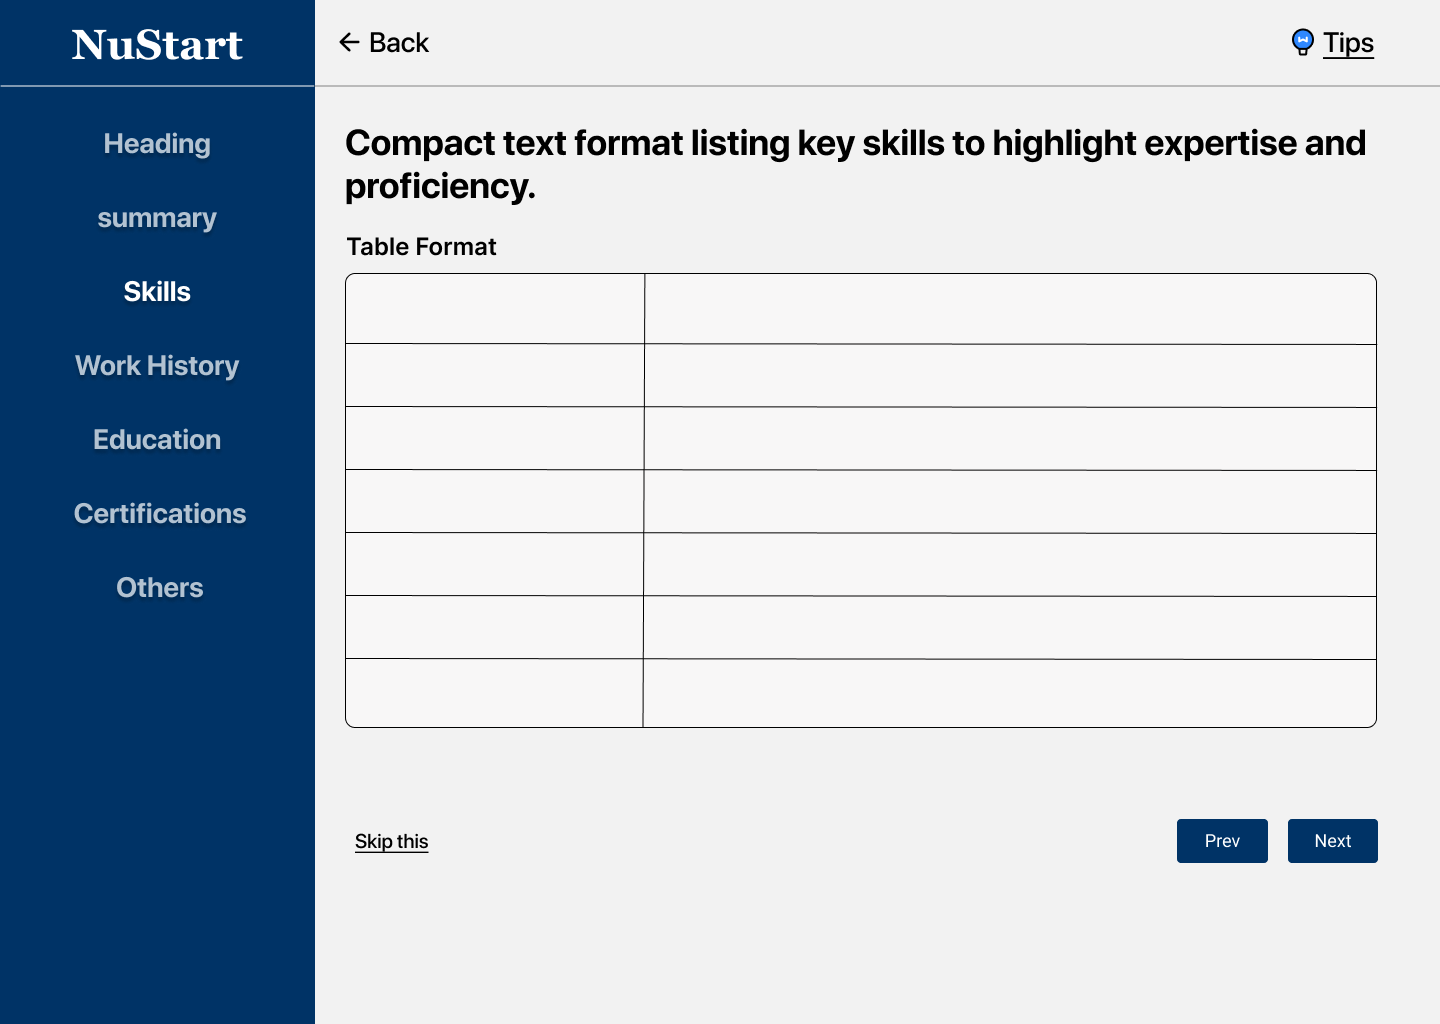 NuStart
Back
Tips
Heading
summary
Skills
Work History
Education
Certifications
Others
Compact text format listing key skills to highlight expertise and
proficiency.
Table Format
Skip this
Prev
Next